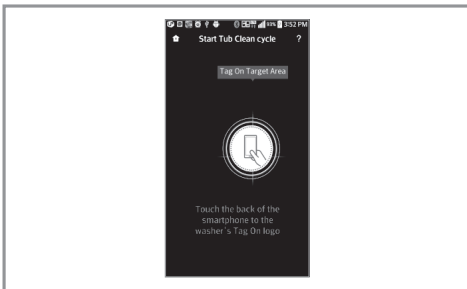 3:52 PM
Start Tub Clean cycle ?
Tag On Target Area
Touch the back of the
smartphone to the
washer's Tag On logo